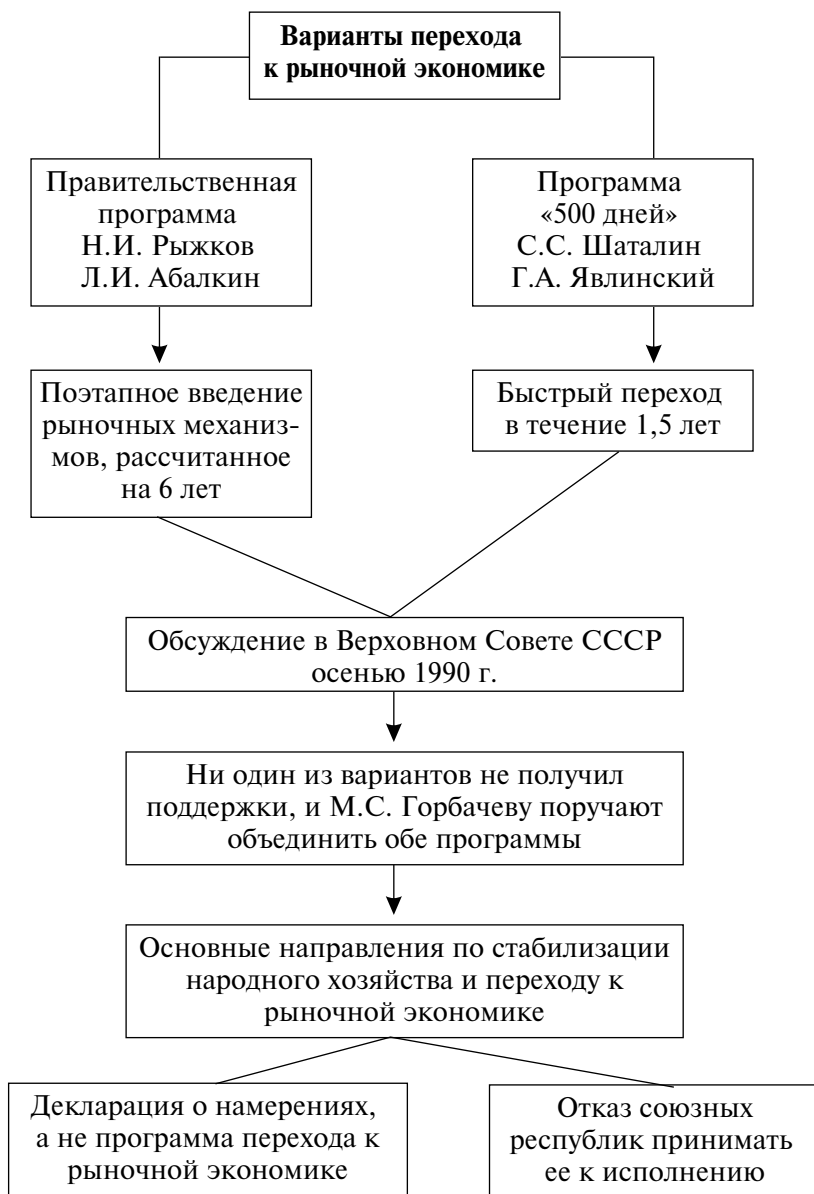 Варианты перехода
к рыночной экономике
Правительственная
программа
Н.И. Рыжков
Л.И. Абалкин
Программа
«500 дней»
С.С. Шаталин
Г.А. Явлинский
Поэтапное введение
рыночных механиз-
мов, рассчитанное
на 6 лет
Быстрый переход
в течение 1,5 лет
Обсуждение в Верховном Совете СССР
осенью 1990 г.
Ни один из вариантов не получил
поддержки, и М.С. Горбачеву поручают
объединить обе программы
Основные направления по стабилизации
народного хозяйства и переходу к
рыночной экономике
Декларация о намерениях,
а не программа перехода к
рыночной экономике
Отказ союзных
республик принимать
ее к исполнению